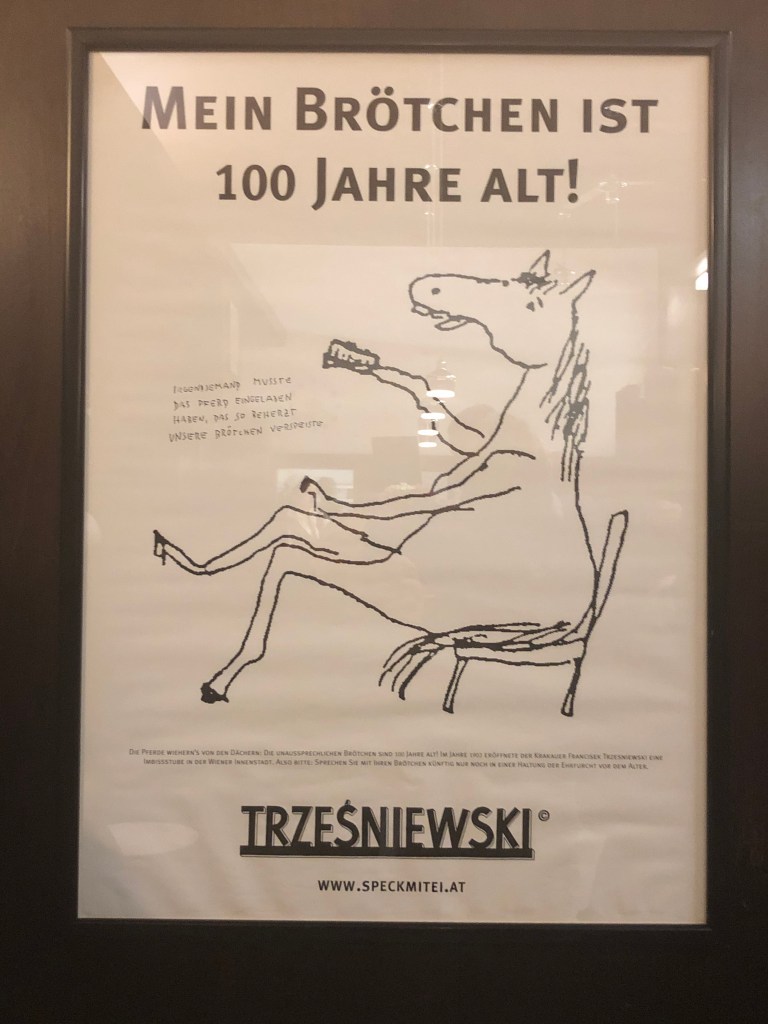 Mein Brötchen ist
100 Jahre alt!
IRGENDJEMAND MUSSTE
DAS PFERD EINGELADEN
HABEN, DAS SO BEHERZT
UNSERE BRÖTCHEN VERSPEISTE.
Die Pferde wiehern's von den Dächern: Die unaussprechlichen Brötchen sind 100 Jahre alt! Im Jahre 1902 eröffnete der Krakauer Franciszek Trześniewski eine
Imbissstube in der Wiener Innenstadt. Also bitte: Sprechen Sie mit Ihren Brötchen künftig nur noch in einer Haltung der Ehrfurcht vor dem Alter.
TRZEŚNIEWSKI©
www.speckmitei.at